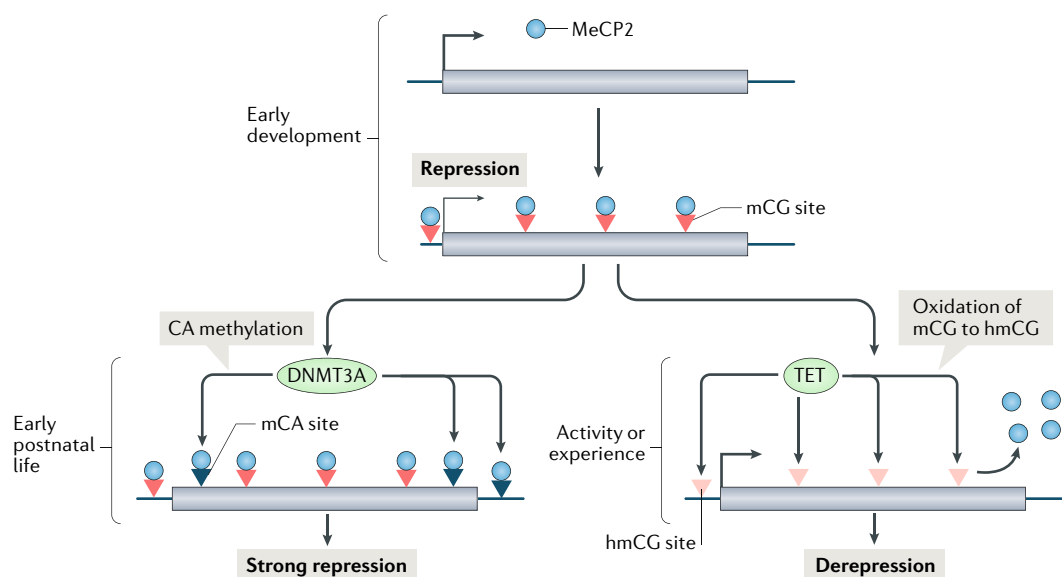 MeCP2
Early
development
Repression
mCG site
CA methylation
Oxidation of
mCG to hmCG
DNMT3A
TET
Early
postnatal
life
mCA site
Activity or
experience
hmCG site
Strong repression
Derepression